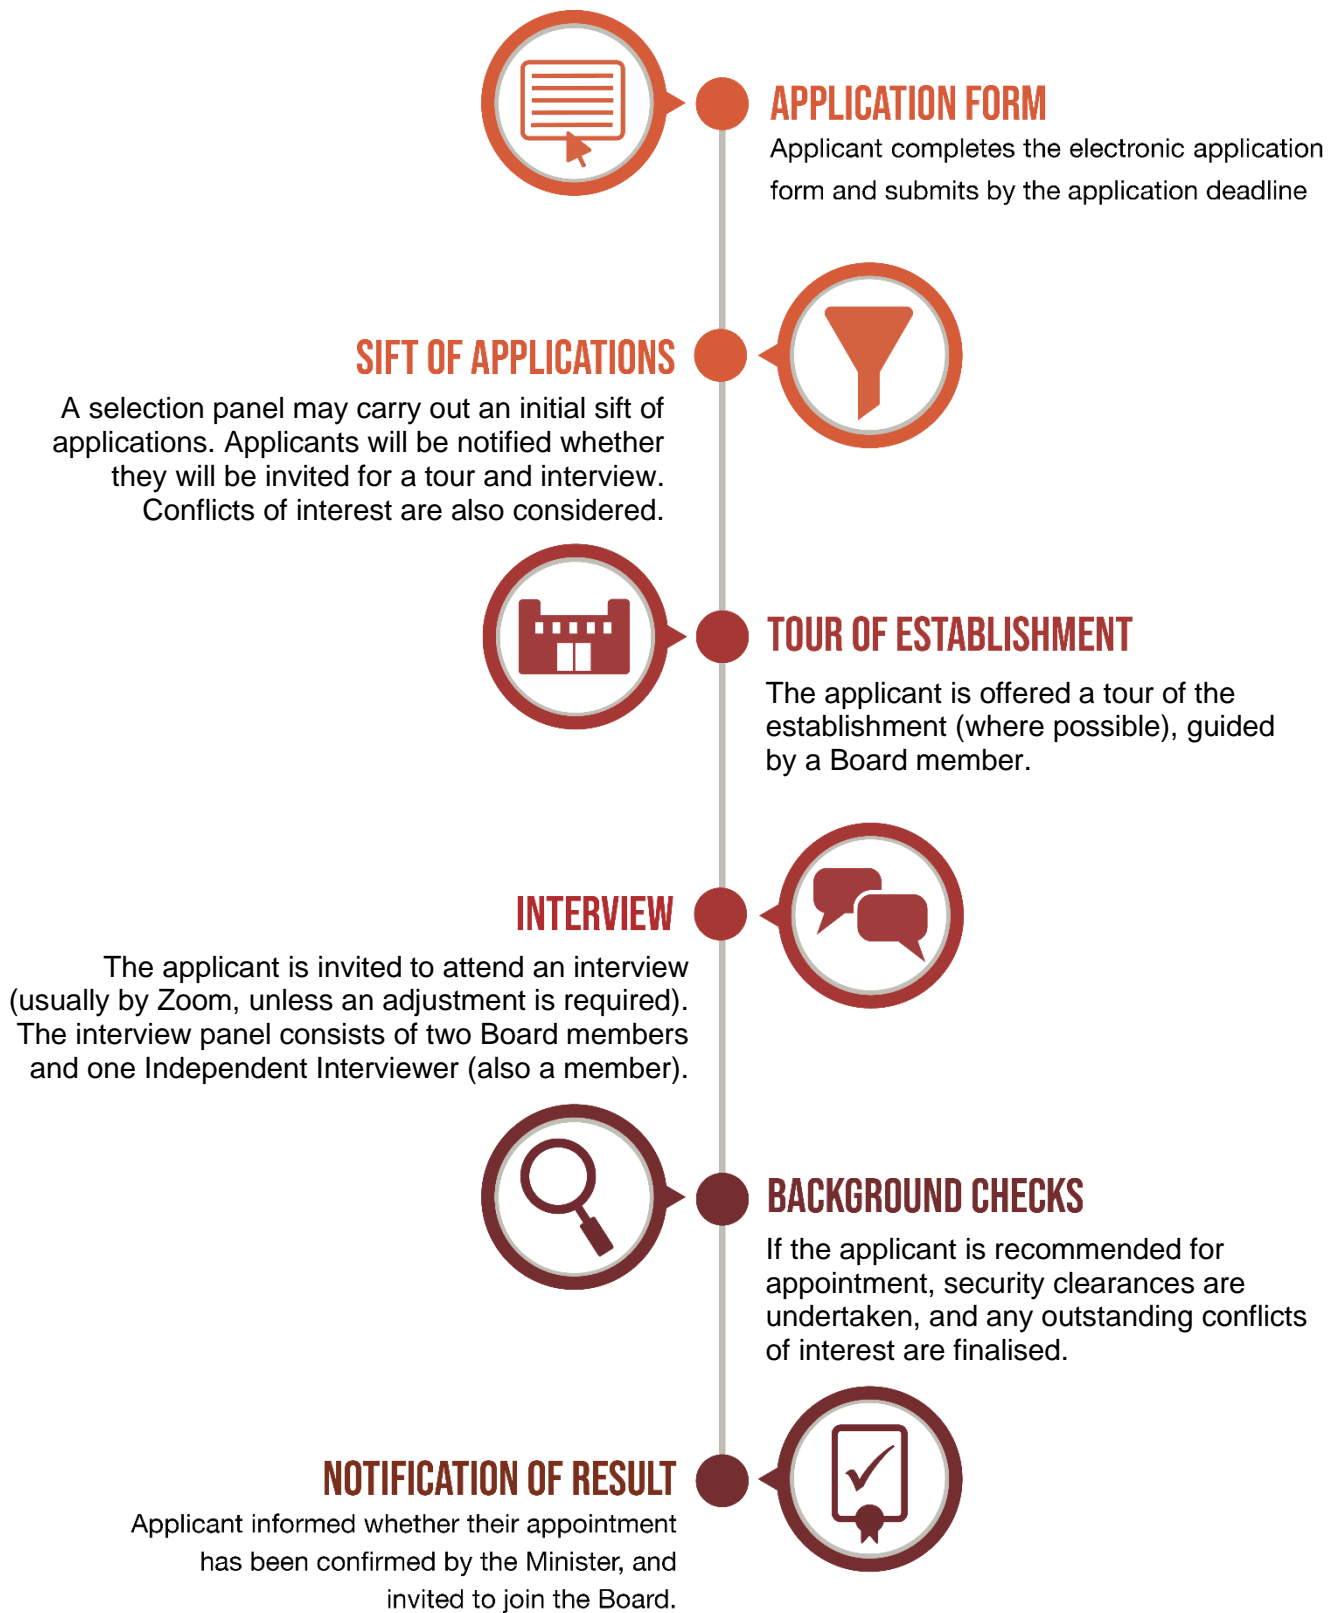 APPLICATION FORM
Applicant completes the electronic application
form and submits by the application deadline
SIFT OF APPLICATIONS
A selection panel may carry out an initial sift of
applications. Applicants will be notified whether
they will be invited for a tour and interview.
Conflicts of interest are also considered.
TOUR OF ESTABLISHMENT
The applicant is offered a tour of the
establishment (where possible), guided
by a Board member.
INTERVIEW
The applicant is invited to attend an interview
(usually by Zoom, unless an adjustment is required).
The interview panel consists of two Board members
and one Independent Interviewer (also a member).
BACKGROUND CHECKS
If the applicant is recommended for
appointment, security clearances are
undertaken, and any outstanding conflicts
of interest are finalised.
NOTIFICATION OF RESULT
Applicant informed whether their appointment
has been confirmed by the Minister, and
invited to join the Board.